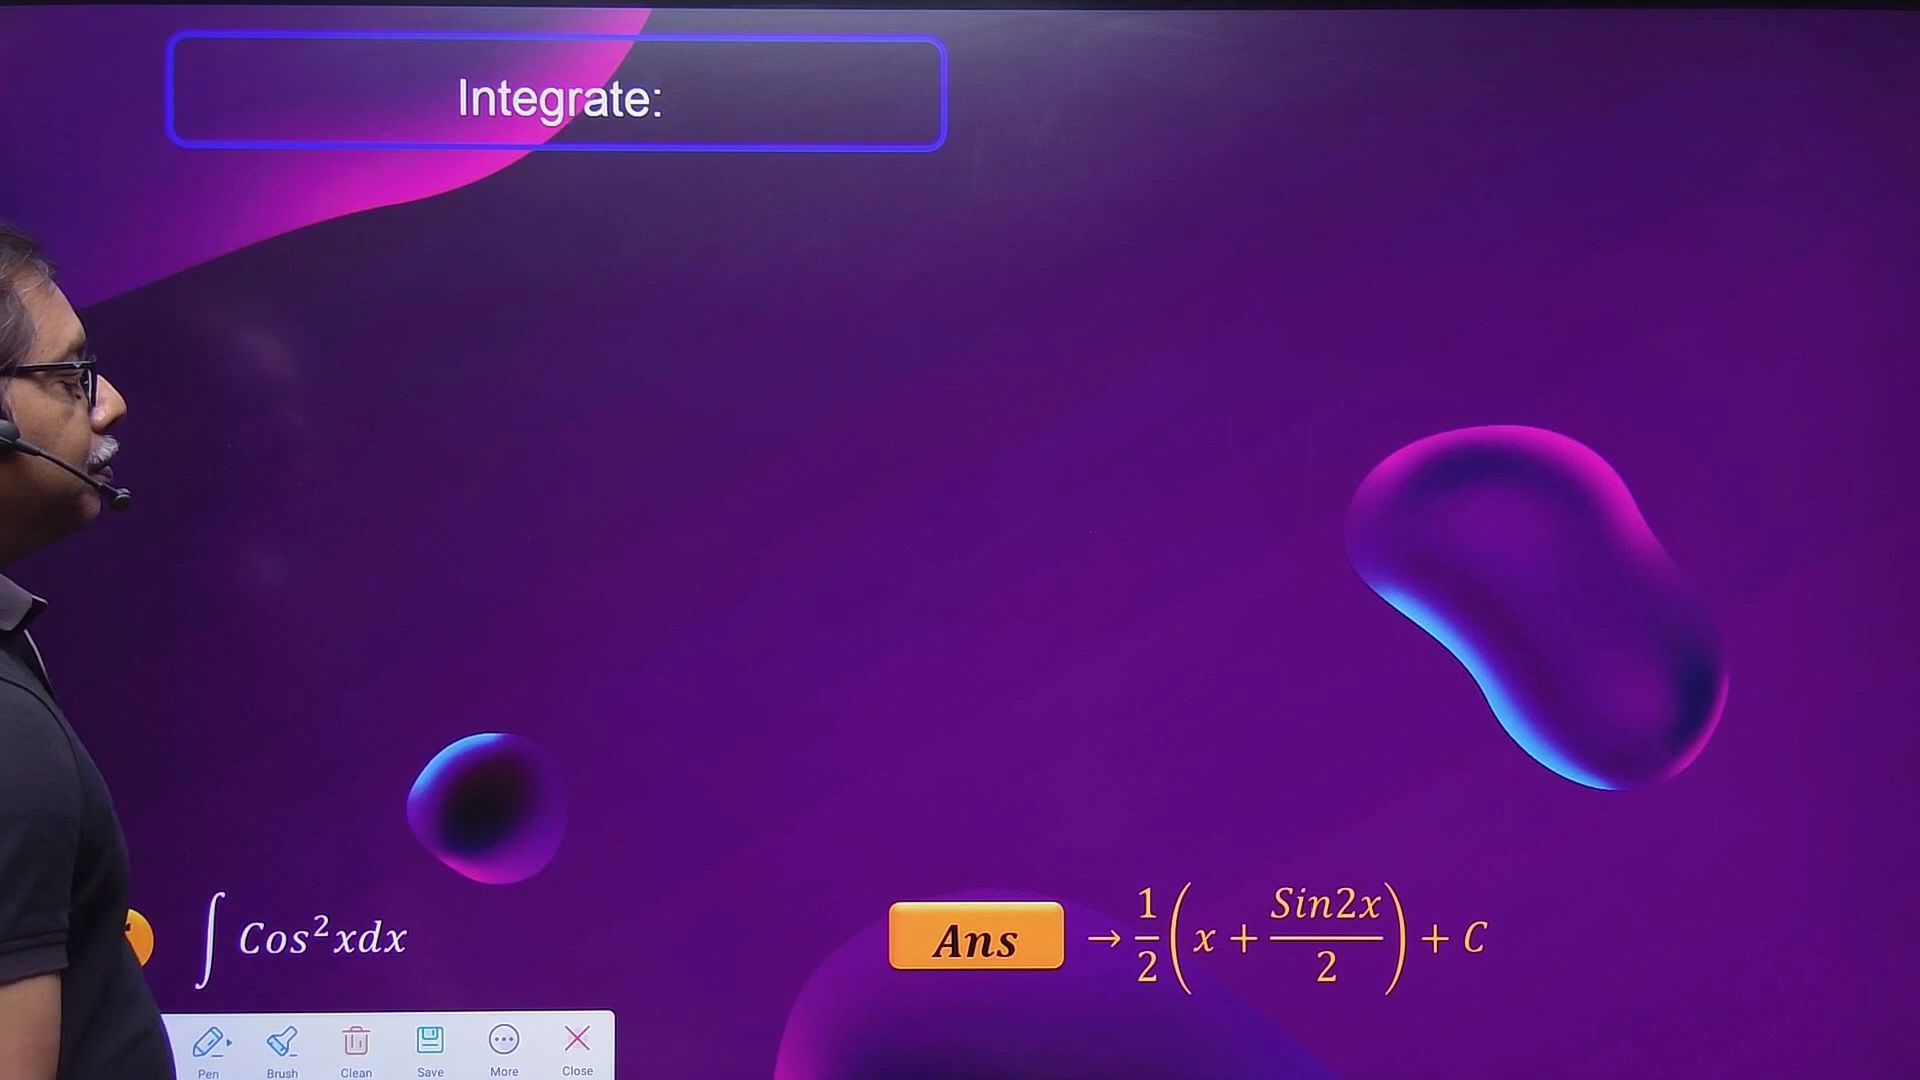 Integrate:
∫ Cos²xdx
Ans → 1/2 (x + Sin2x/2) + C
Pen Brush Clean Save More Close